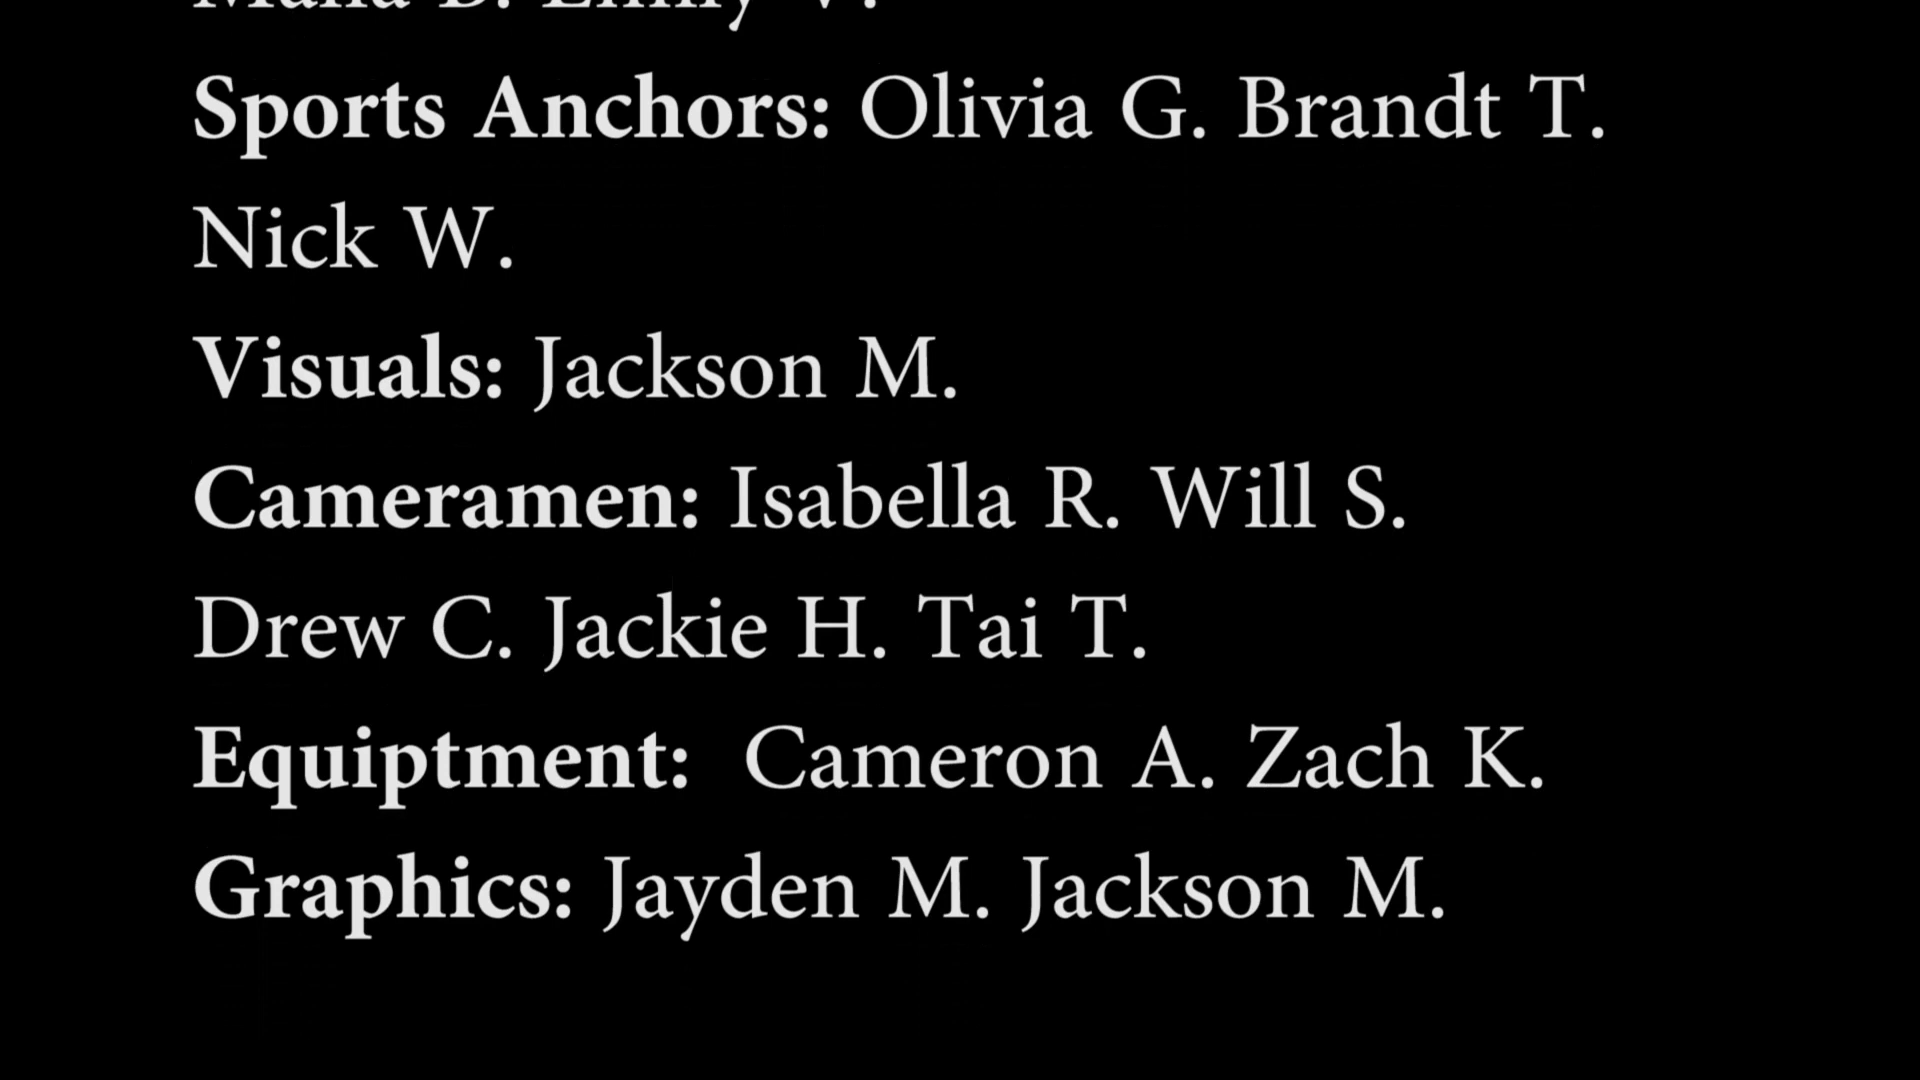 Emily V.
Sports Anchors: Olivia G. Brandt T.
Nick W.
Visuals: Jackson M.
Cameramen: Isabella R. Will S.
Drew C. Jackie H. Tai T.
Equiptment:  Cameron A. Zach K.
Graphics: Jayden M. Jackson M.